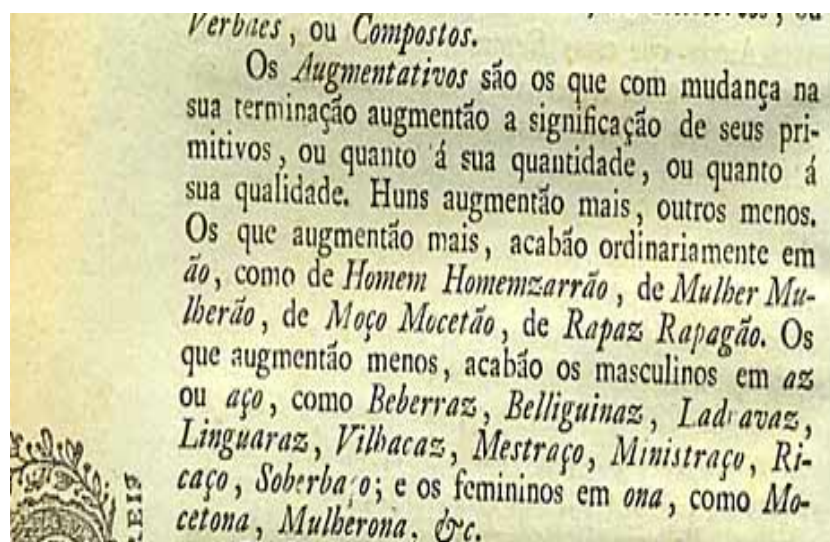 Verbaes, ou Compostos.
Os Augmentativos são os que com mudança na
sua terminação augmentão a significação de seus pri-
mitivos, ou quanto á sua quantidade, ou quanto á
sua qualidade. Huns augmentão mais, outros menos.
Os que augmentão mais, acabão ordinariamente em
ão, como de Homem Homemzarrão, de Mulher Mu-
lherão, de Moço Mocetão, de Rapaz Rapagão. Os
que augmentão menos, acabão os masculinos em az
ou aço, como Beberraz, Belliguinaz, Ladravaz,
Linguaraz, Vilhacaz, Mestraço, Ministraço, Ri-
caço, Soberbaço; e os femininos em ona, como Mo-
cetona, Mulherona, &c.